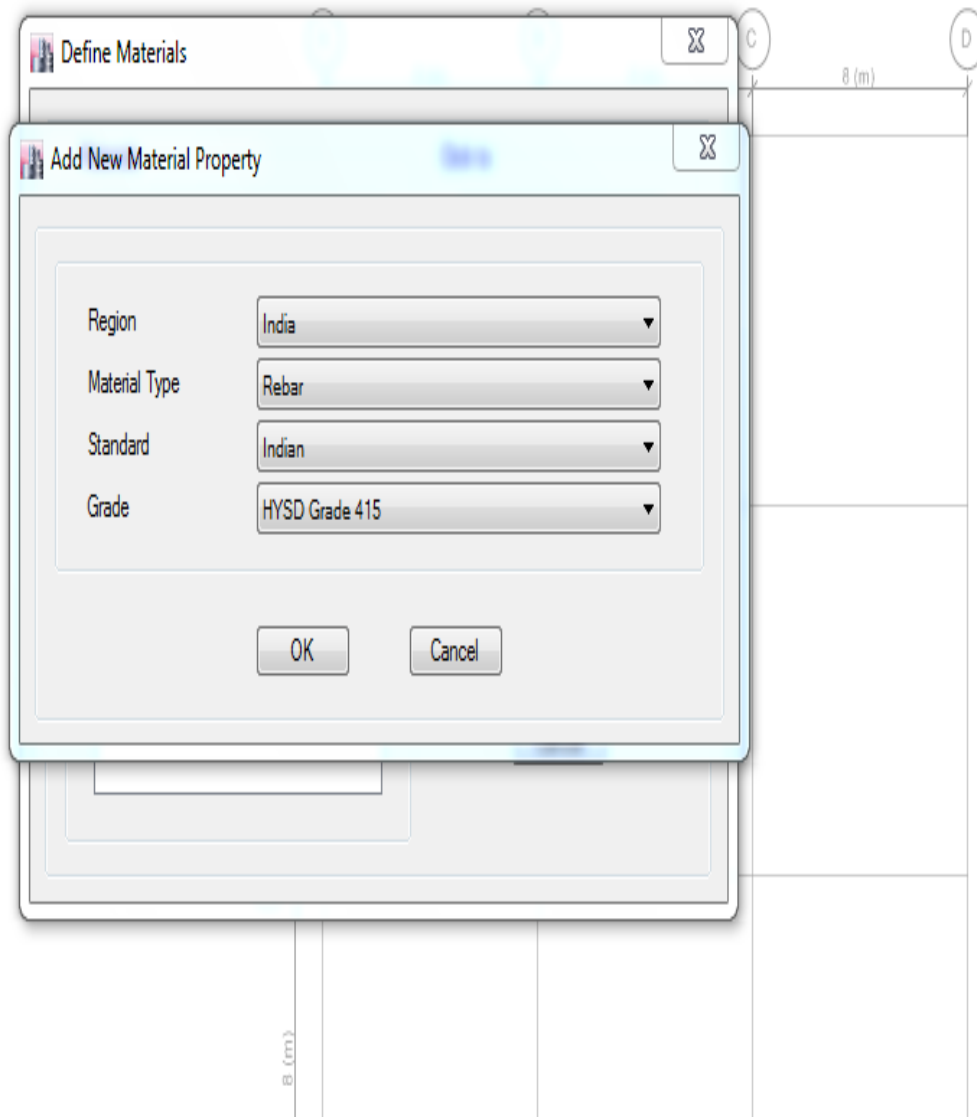 Define Materials
C
D
8 (m)
Add New Material Property
Region
India
Material Type
Rebar
Standard
Indian
Grade
HYSD Grade 415
OK
Cancel
8 (m)